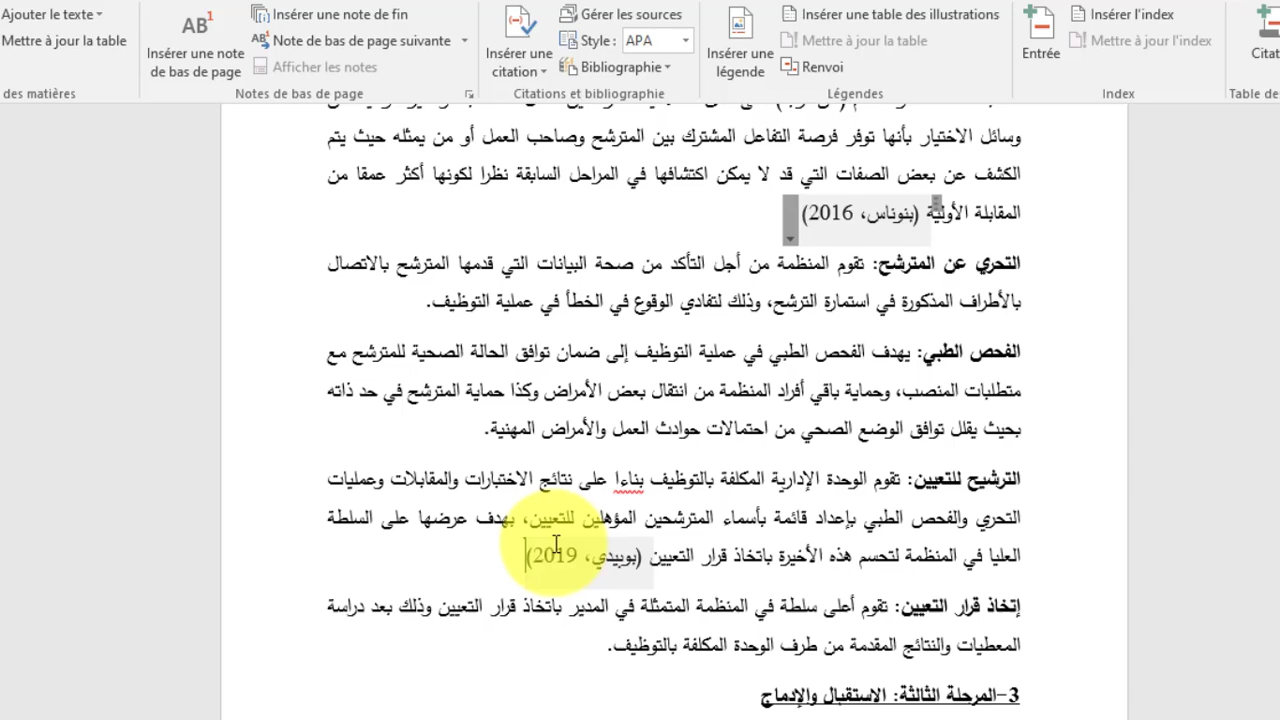 Ajouter le texte
Mettre à jour la table
des matières
AB1
Insérer une note
de bas de page
Insérer une note de fin
Note de bas de page suivante
Afficher les notes
Notes de bas de page
Insérer une
citation
Gérer les sources
Style : APA
Bibliographie
Citations et bibliographie
Insérer une
légende
Insérer une table des illustrations
Mettre à jour la table
Renvoi
Légendes
Entrée
Insérer l'index
Mettre à jour l'index
Index
Table de
وسائل الاختيار بأنها توفر فرصة التفاعل المشترك بين المترشح وصاحب العمل أو من يمثله حيث يتم
الكشف عن بعض الصفات التي قد لا يمكن اكتشافها في المراحل السابقة نظرا لكونها أكثر عمقا من
المقابلة الأولية (بنوناس، 2016)
التحري عن المترشح: تقوم المنظمة من أجل التأكد من صحة البيانات التي قدمها المترشح بالاتصال
بالأطراف المذكورة في استمارة الترشح، وذلك لتفادي الوقوع في الخطأ في عملية التوظيف.
الفحص الطبي: يهدف الفحص الطبي في عملية التوظيف إلى ضمان توافق الحالة الصحية للمترشح مع
متطلبات المنصب، وحماية باقي أفراد المنظمة من انتقال بعض الأمراض وكذا حماية المترشح في حد ذاته
بحيث يقلل توافق الوضع الصحي من احتمالات حوادث العمل والأمراض المهنية.
الترشيح للتعيين: تقوم الوحدة الإدارية المكلفة بالتوظيف بناءا على نتائج الاختبارات والمقابلات وعمليات
التحري والفحص الطبي بإعداد قائمة بأسماء المترشحين المؤهلين للتعيين، بهدف عرضها على السلطة
العليا في المنظمة لتحسم هذه الأخيرة باتخاذ قرار التعيين (بوبيدي، 2019)
إتخاذ قرار التعيين: تقوم أعلى سلطة في المنظمة المتمثلة في المدير باتخاذ قرار التعيين وذلك بعد دراسة
المعطيات والنتائج المقدمة من طرف الوحدة المكلفة بالتوظيف.
3-المرحلة الثالثة: الاستقبال والإدماج